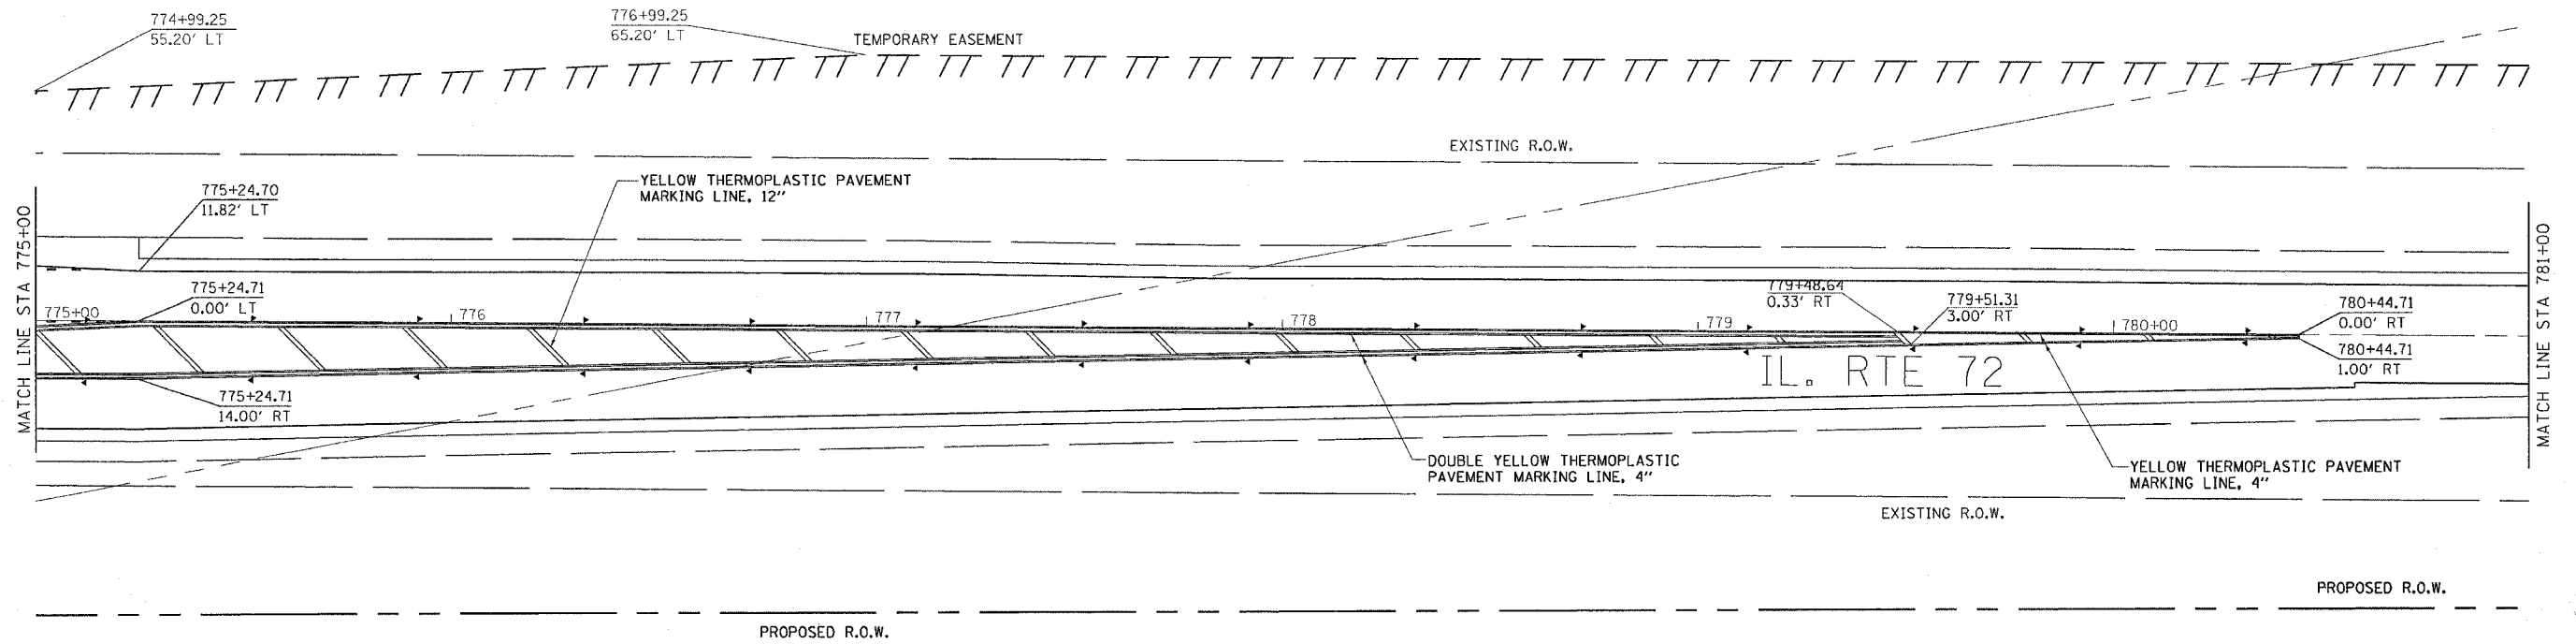 774+99.25
55.20' LT
776+99.25
65.20' LT
TEMPORARY EASEMENT
EXISTING R.O.W.
YELLOW THERMOPLASTIC PAVEMENT
MARKING LINE, 12"
775+24.70
11.82' LT
MATCH LINE STA 775+00
MATCH LINE STA 781+00
775+24.71
0.00' LT
779+48.64
0.33' RT
779+51.31
3.00' RT
780+44.71
0.00' RT
775+00
776
777
778
779
780+00
780+44.71
1.00' RT
IL. RTE 72
775+24.71
14.00' RT
DOUBLE YELLOW THERMOPLASTIC
PAVEMENT MARKING LINE, 4"
YELLOW THERMOPLASTIC PAVEMENT
MARKING LINE, 4"
EXISTING R.O.W.
PROPOSED R.O.W.
PROPOSED R.O.W.